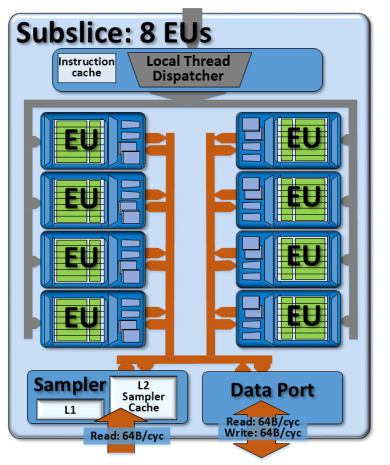 Subslice: 8 EUs
Instruction
cache
Local Thread
Dispatcher
EU
EU
EU
EU
EU
EU
EU
EU
Sampler
L1
L2
Sampler
Cache
Read: 64B/cyc
Data Port
Read: 64B/cyc
Write: 64B/cyc